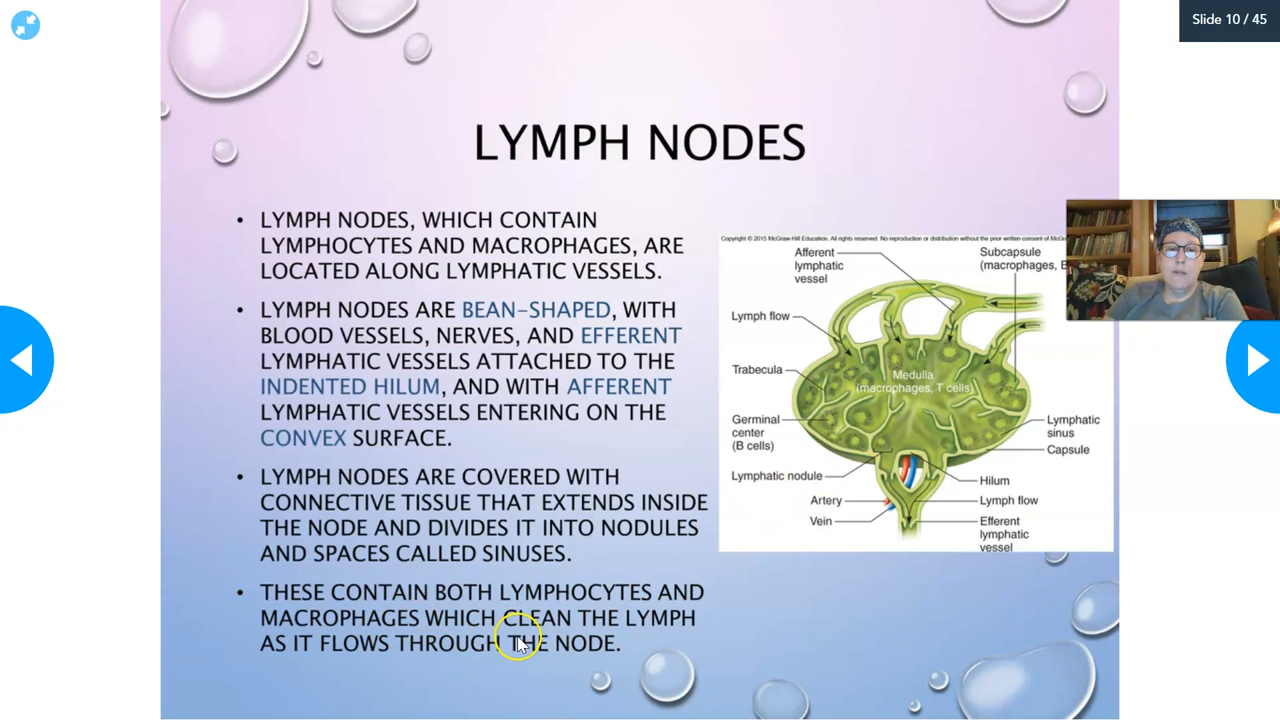 Slide 10 / 45
LYMPH NODES
• LYMPH NODES, WHICH CONTAIN
LYMPHOCYTES AND MACROPHAGES, ARE
LOCATED ALONG LYMPHATIC VESSELS.
• LYMPH NODES ARE BEAN-SHAPED, WITH
BLOOD VESSELS, NERVES, AND EFFERENT
LYMPHATIC VESSELS ATTACHED TO THE
INDENTED HILUM, AND WITH AFFERENT
LYMPHATIC VESSELS ENTERING ON THE
CONVEX SURFACE.
• LYMPH NODES ARE COVERED WITH
CONNECTIVE TISSUE THAT EXTENDS INSIDE
THE NODE AND DIVIDES IT INTO NODULES
AND SPACES CALLED SINUSES.
• THESE CONTAIN BOTH LYMPHOCYTES AND
MACROPHAGES WHICH CLEAN THE LYMPH
AS IT FLOWS THROUGH THE NODE.
Copyright © 2015 McGraw-Hill Education. All rights reserved. No reproduction or distribution without the prior written consent of
Afferent
lymphatic
vessel
Subcapsule
(macrophages,
Lymph flow
Trabecula
Medulla
(macrophages, T cells)
Germinal
center
(B cells)
Lymphatic
sinus
Capsule
Lymphatic nodule
Hilum
Artery
Lymph flow
Vein
Efferent
lymphatic
vessel